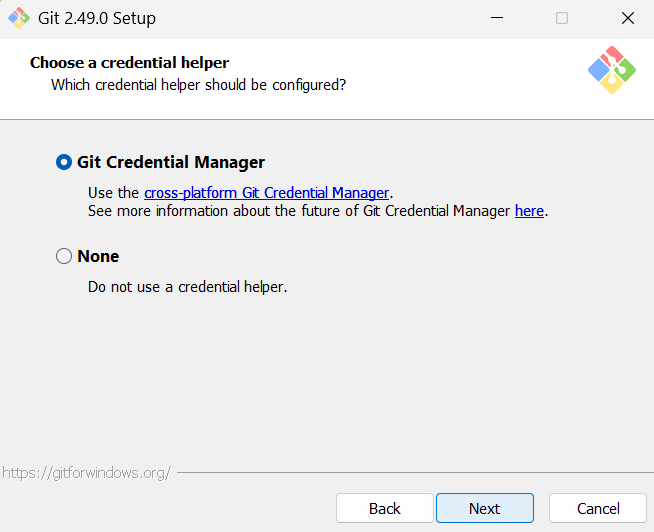 Git 2.49.0 Setup
Choose a credential helper
Which credential helper should be configured?
Git Credential Manager
Use the cross-platform Git Credential Manager.
See more information about the future of Git Credential Manager here.
None
Do not use a credential helper.
https://gitforwindows.org/
Back
Next
Cancel